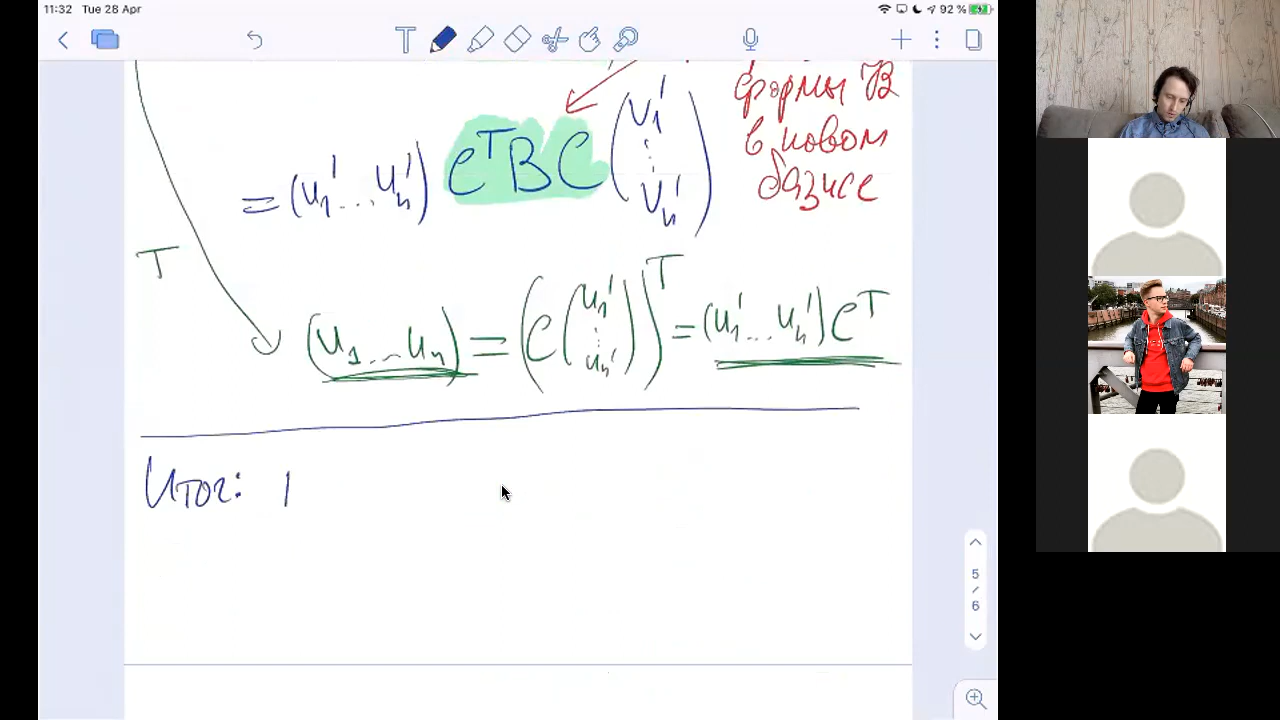 11:32 Tue 28 Apr
92 %
формы B
в новом
базисе
= (u₁' ... uₙ') CᵀBC (v₁' ⋮ vₙ')
T
(u₁ ... uₙ) = (C (u₁' ⋮ uₙ'))ᵀ = (u₁' ... uₙ') Cᵀ
Итог:
5
/
6